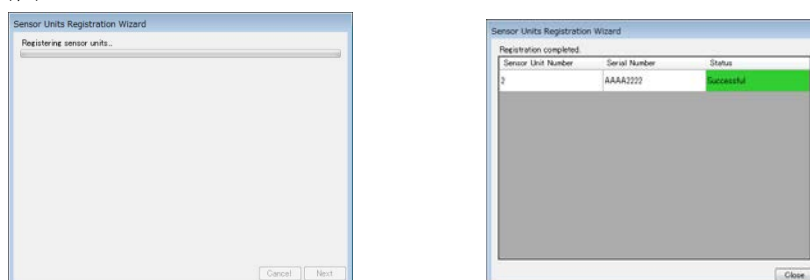 Sensor Units Registration Wizard
Registering sensor units...
Cancel Next
Sensor Units Registration Wizard
Registration completed.
Sensor Unit Number Serial Number Status
2 AAAA2222 Successful
Close